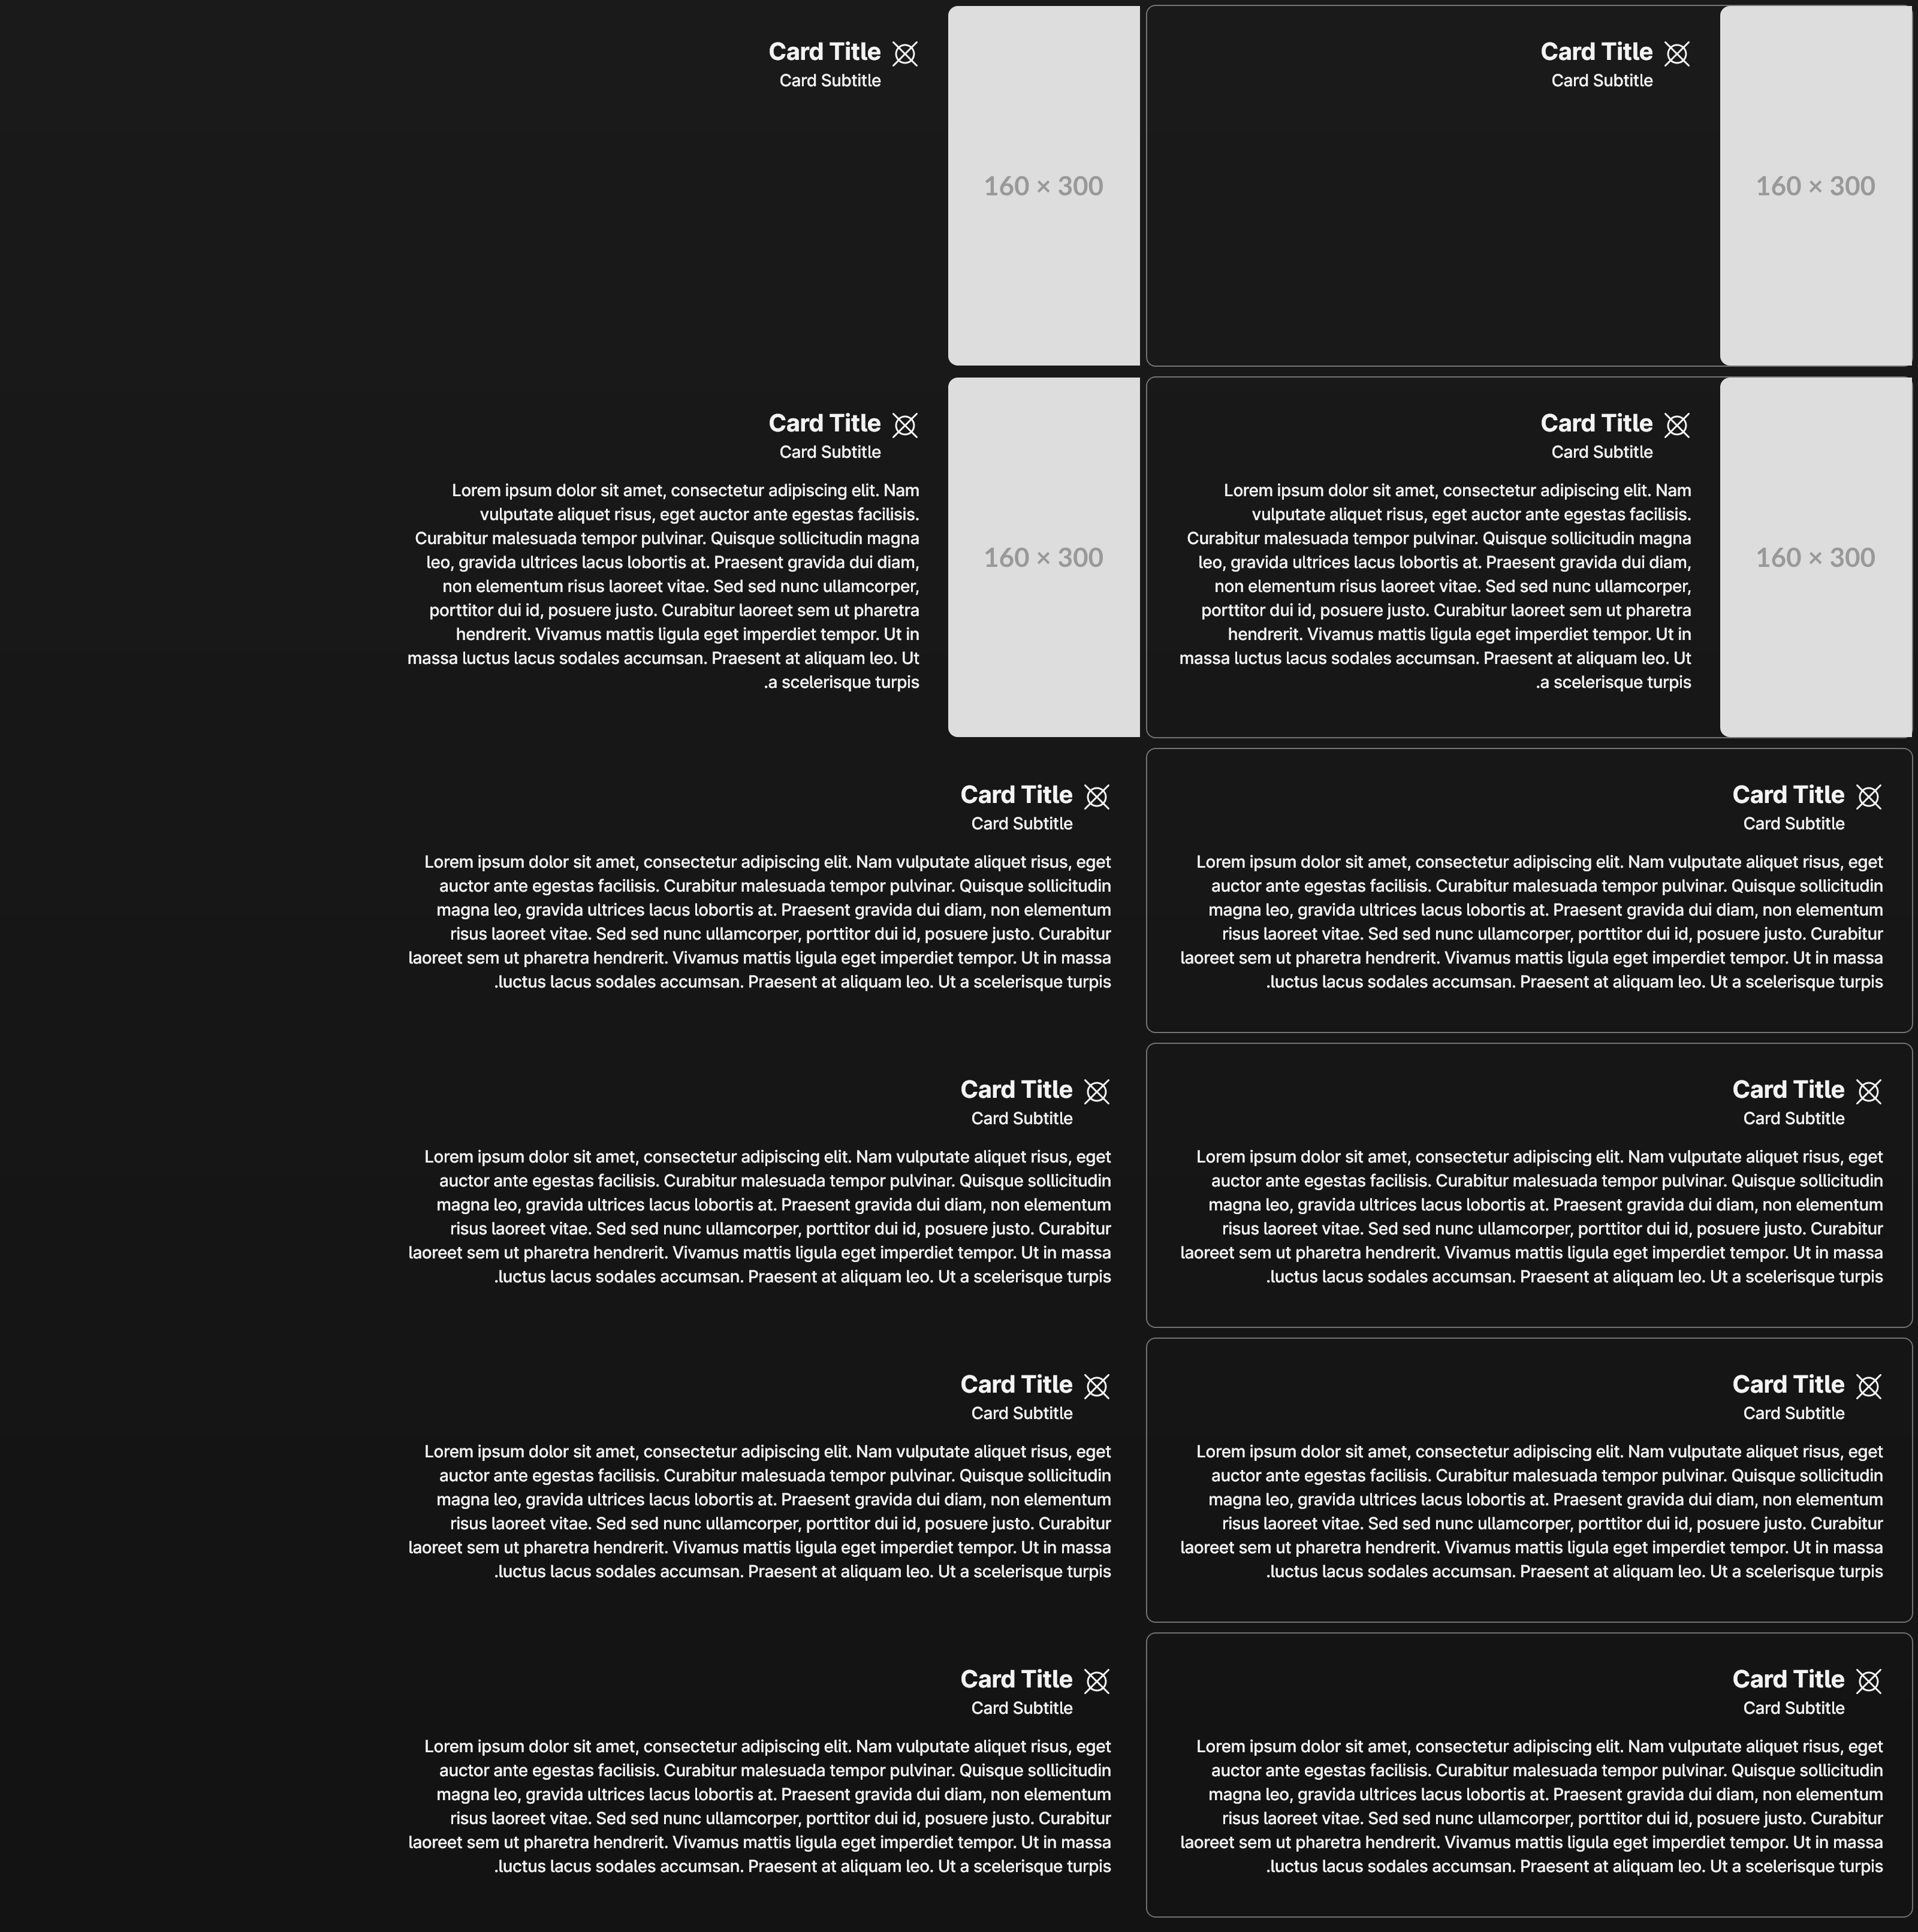 Card Title
Card Subtitle
160 × 300
Card Title
Card Subtitle
160 × 300
Card Title
Card Subtitle
Lorem ipsum dolor sit amet, consectetur adipiscing elit. Nam
vulputate aliquet risus, eget auctor ante egestas facilisis.
Curabitur malesuada tempor pulvinar. Quisque sollicitudin magna
leo, gravida ultrices lacus lobortis at. Praesent gravida dui diam,
non elementum risus laoreet vitae. Sed sed nunc ullamcorper,
porttitor dui id, posuere justo. Curabitur laoreet sem ut pharetra
hendrerit. Vivamus mattis ligula eget imperdiet tempor. Ut in
massa luctus lacus sodales accumsan. Praesent at aliquam leo. Ut
.a scelerisque turpis
160 × 300
Card Title
Card Subtitle
Lorem ipsum dolor sit amet, consectetur adipiscing elit. Nam
vulputate aliquet risus, eget auctor ante egestas facilisis.
Curabitur malesuada tempor pulvinar. Quisque sollicitudin magna
leo, gravida ultrices lacus lobortis at. Praesent gravida dui diam,
non elementum risus laoreet vitae. Sed sed nunc ullamcorper,
porttitor dui id, posuere justo. Curabitur laoreet sem ut pharetra
hendrerit. Vivamus mattis ligula eget imperdiet tempor. Ut in
massa luctus lacus sodales accumsan. Praesent at aliquam leo. Ut
.a scelerisque turpis
160 × 300
Card Title
Card Subtitle
Lorem ipsum dolor sit amet, consectetur adipiscing elit. Nam vulputate aliquet risus, eget
auctor ante egestas facilisis. Curabitur malesuada tempor pulvinar. Quisque sollicitudin
magna leo, gravida ultrices lacus lobortis at. Praesent gravida dui diam, non elementum
risus laoreet vitae. Sed sed nunc ullamcorper, porttitor dui id, posuere justo. Curabitur
laoreet sem ut pharetra hendrerit. Vivamus mattis ligula eget imperdiet tempor. Ut in massa
.luctus lacus sodales accumsan. Praesent at aliquam leo. Ut a scelerisque turpis
Card Title
Card Subtitle
Lorem ipsum dolor sit amet, consectetur adipiscing elit. Nam vulputate aliquet risus, eget
auctor ante egestas facilisis. Curabitur malesuada tempor pulvinar. Quisque sollicitudin
magna leo, gravida ultrices lacus lobortis at. Praesent gravida dui diam, non elementum
risus laoreet vitae. Sed sed nunc ullamcorper, porttitor dui id, posuere justo. Curabitur
laoreet sem ut pharetra hendrerit. Vivamus mattis ligula eget imperdiet tempor. Ut in massa
.luctus lacus sodales accumsan. Praesent at aliquam leo. Ut a scelerisque turpis
Card Title
Card Subtitle
Lorem ipsum dolor sit amet, consectetur adipiscing elit. Nam vulputate aliquet risus, eget
auctor ante egestas facilisis. Curabitur malesuada tempor pulvinar. Quisque sollicitudin
magna leo, gravida ultrices lacus lobortis at. Praesent gravida dui diam, non elementum
risus laoreet vitae. Sed sed nunc ullamcorper, porttitor dui id, posuere justo. Curabitur
laoreet sem ut pharetra hendrerit. Vivamus mattis ligula eget imperdiet tempor. Ut in massa
.luctus lacus sodales accumsan. Praesent at aliquam leo. Ut a scelerisque turpis
Card Title
Card Subtitle
Lorem ipsum dolor sit amet, consectetur adipiscing elit. Nam vulputate aliquet risus, eget
auctor ante egestas facilisis. Curabitur malesuada tempor pulvinar. Quisque sollicitudin
magna leo, gravida ultrices lacus lobortis at. Praesent gravida dui diam, non elementum
risus laoreet vitae. Sed sed nunc ullamcorper, porttitor dui id, posuere justo. Curabitur
laoreet sem ut pharetra hendrerit. Vivamus mattis ligula eget imperdiet tempor. Ut in massa
.luctus lacus sodales accumsan. Praesent at aliquam leo. Ut a scelerisque turpis
Card Title
Card Subtitle
Lorem ipsum dolor sit amet, consectetur adipiscing elit. Nam vulputate aliquet risus, eget
auctor ante egestas facilisis. Curabitur malesuada tempor pulvinar. Quisque sollicitudin
magna leo, gravida ultrices lacus lobortis at. Praesent gravida dui diam, non elementum
risus laoreet vitae. Sed sed nunc ullamcorper, porttitor dui id, posuere justo. Curabitur
laoreet sem ut pharetra hendrerit. Vivamus mattis ligula eget imperdiet tempor. Ut in massa
.luctus lacus sodales accumsan. Praesent at aliquam leo. Ut a scelerisque turpis
Card Title
Card Subtitle
Lorem ipsum dolor sit amet, consectetur adipiscing elit. Nam vulputate aliquet risus, eget
auctor ante egestas facilisis. Curabitur malesuada tempor pulvinar. Quisque sollicitudin
magna leo, gravida ultrices lacus lobortis at. Praesent gravida dui diam, non elementum
risus laoreet vitae. Sed sed nunc ullamcorper, porttitor dui id, posuere justo. Curabitur
laoreet sem ut pharetra hendrerit. Vivamus mattis ligula eget imperdiet tempor. Ut in massa
.luctus lacus sodales accumsan. Praesent at aliquam leo. Ut a scelerisque turpis
Card Title
Card Subtitle
Lorem ipsum dolor sit amet, consectetur adipiscing elit. Nam vulputate aliquet risus, eget
auctor ante egestas facilisis. Curabitur malesuada tempor pulvinar. Quisque sollicitudin
magna leo, gravida ultrices lacus lobortis at. Praesent gravida dui diam, non elementum
risus laoreet vitae. Sed sed nunc ullamcorper, porttitor dui id, posuere justo. Curabitur
laoreet sem ut pharetra hendrerit. Vivamus mattis ligula eget imperdiet tempor. Ut in massa
.luctus lacus sodales accumsan. Praesent at aliquam leo. Ut a scelerisque turpis
Card Title
Card Subtitle
Lorem ipsum dolor sit amet, consectetur adipiscing elit. Nam vulputate aliquet risus, eget
auctor ante egestas facilisis. Curabitur malesuada tempor pulvinar. Quisque sollicitudin
magna leo, gravida ultrices lacus lobortis at. Praesent gravida dui diam, non elementum
risus laoreet vitae. Sed sed nunc ullamcorper, porttitor dui id, posuere justo. Curabitur
laoreet sem ut pharetra hendrerit. Vivamus mattis ligula eget imperdiet tempor. Ut in massa
.luctus lacus sodales accumsan. Praesent at aliquam leo. Ut a scelerisque turpis